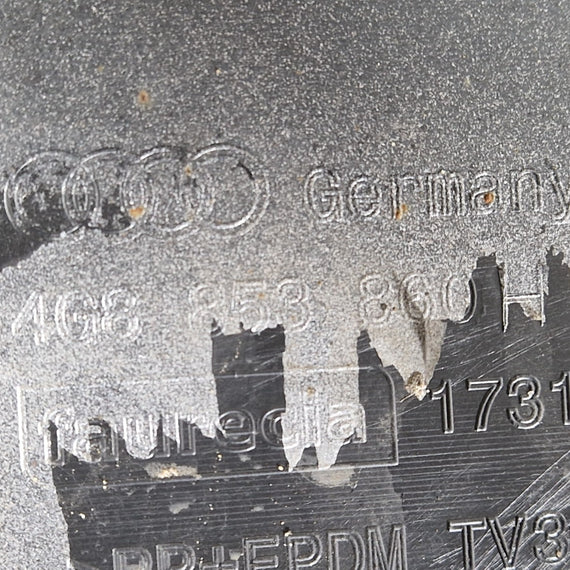 Germany
4G8 853 860 H
faurecia 1731
PP+EPDM TV3